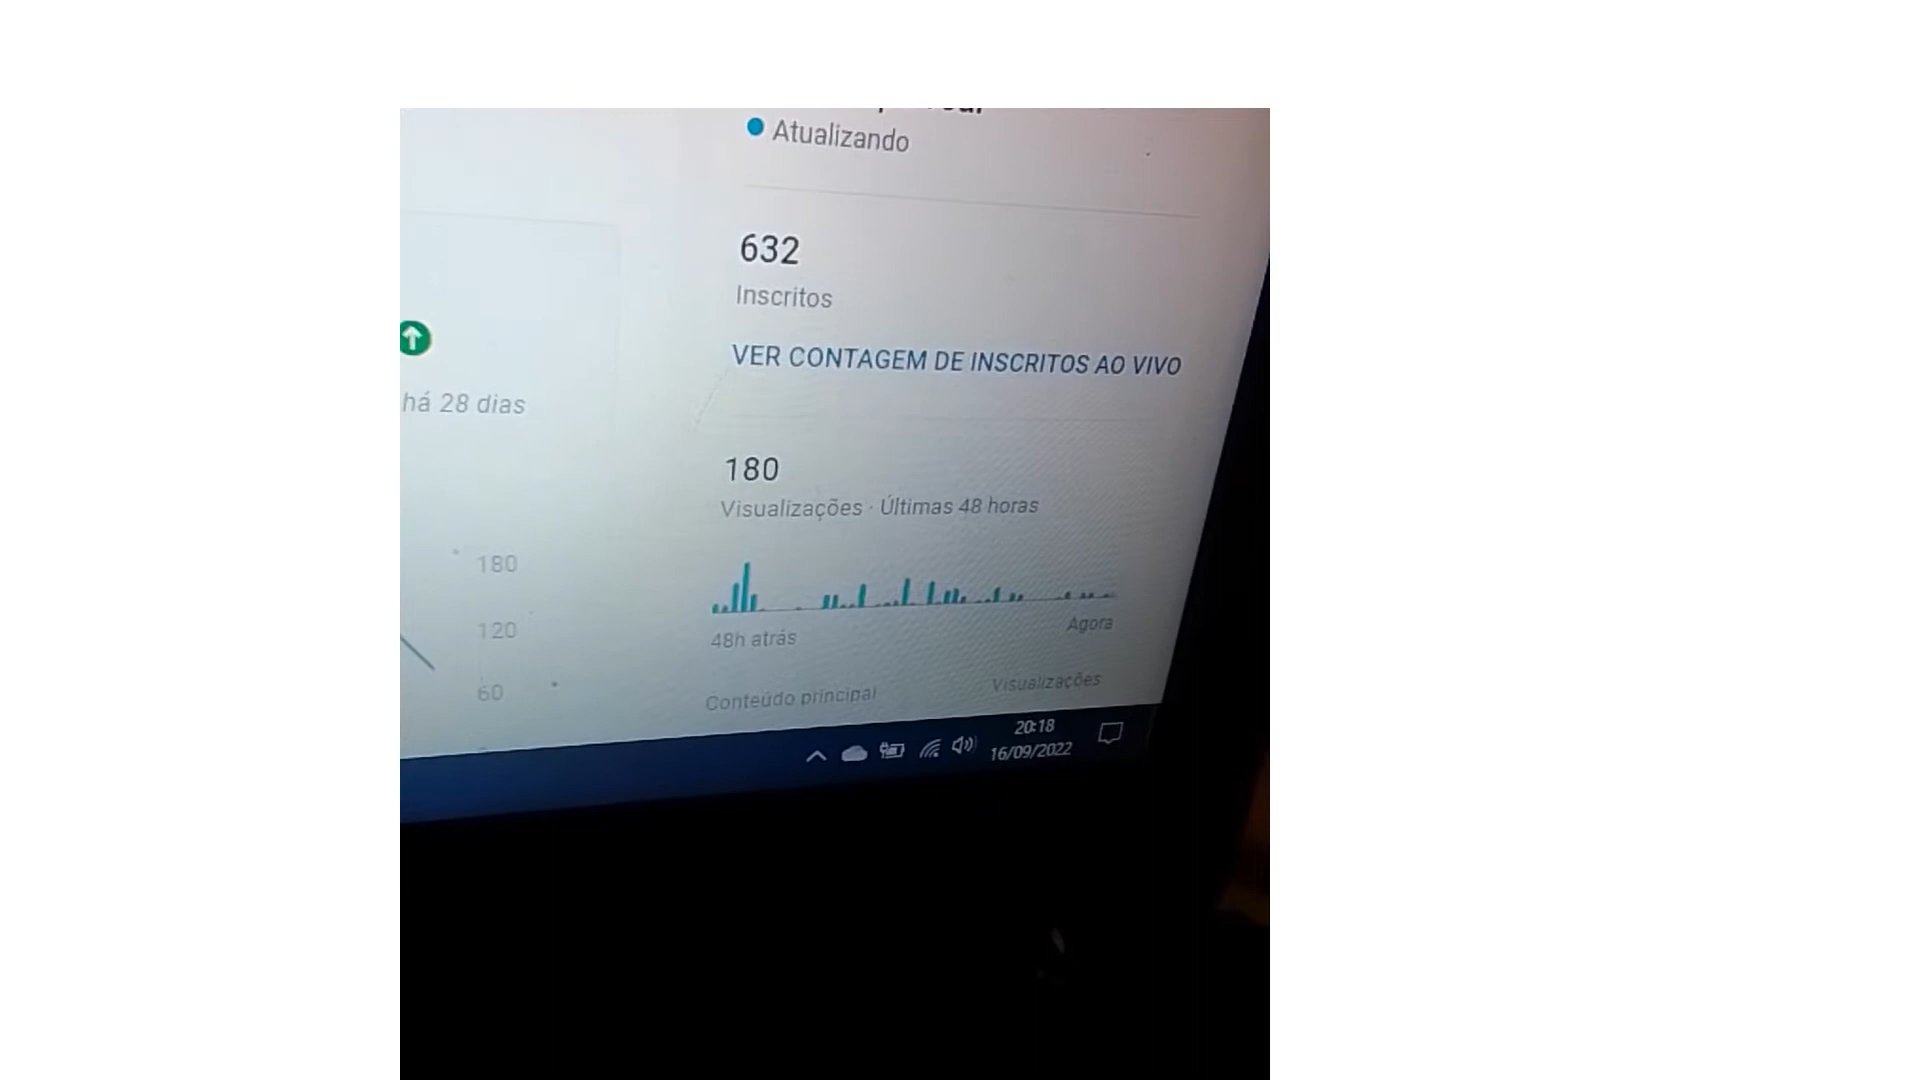 Atualizando
632
Inscritos
VER CONTAGEM DE INSCRITOS AO VIVO
há 28 dias
180
Visualizações · Últimas 48 horas
180
120
60
48h atrás
Agora
Conteúdo principal
Visualizações
20:18
16/09/2022